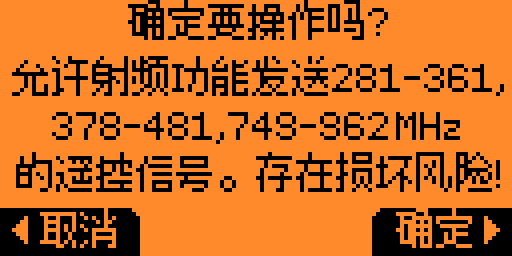 确定要操作吗?
允许射频功能发送281-361,
378-481,749-962MHz
的遥控信号。存在损坏风险!
取消
确定